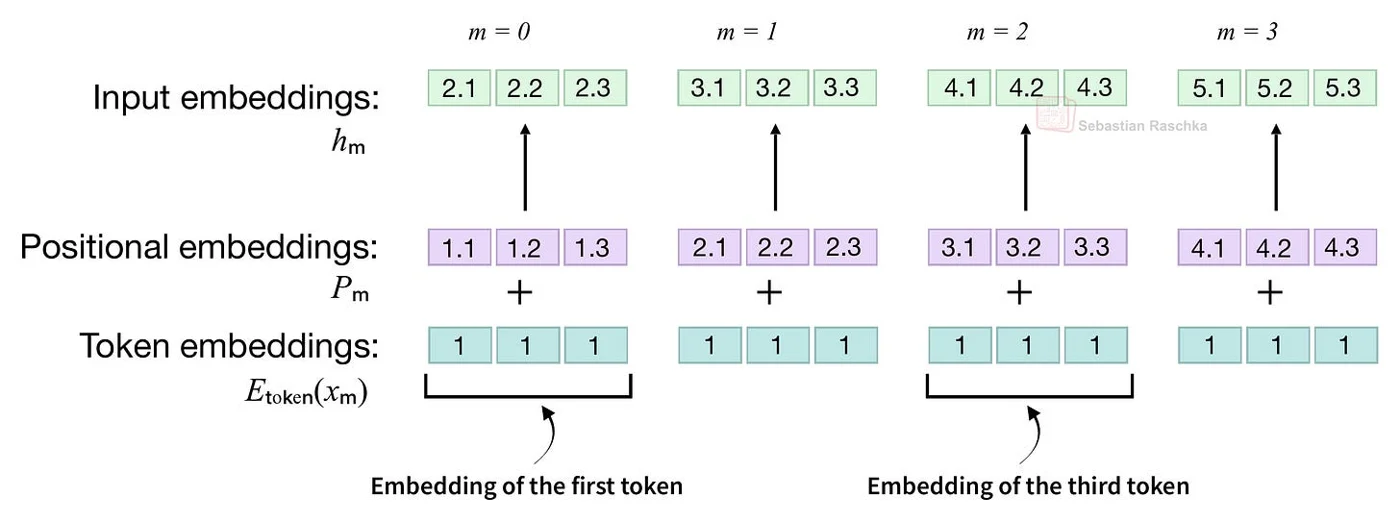 m = 0 m = 1 m = 2 m = 3
Input embeddings: 2.1 2.2 2.3 3.1 3.2 3.3 4.1 4.2 4.3 5.1 5.2 5.3
hm
Sebastian Raschka
Positional embeddings: 1.1 1.2 1.3 2.1 2.2 2.3 3.1 3.2 3.3 4.1 4.2 4.3
Pm + + + +
Token embeddings: 1 1 1 1 1 1 1 1 1 1 1 1
Etoken(xm)
Embedding of the first token Embedding of the third token